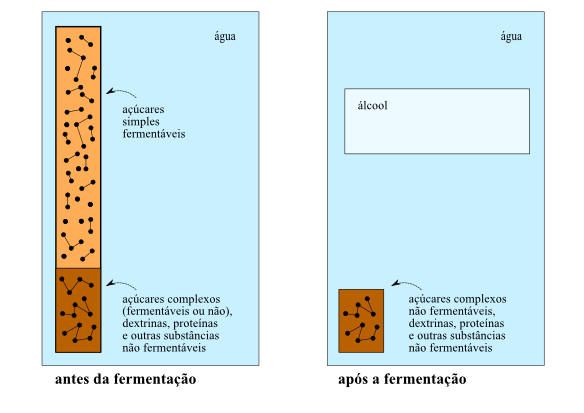 água
açúcares
simples
fermentáveis
açúcares complexos
(fermentáveis ou não),
dextrinas, proteínas
e outras substâncias
não fermentáveis
antes da fermentação
água
álcool
açúcares complexos
não fermentáveis,
dextrinas, proteínas
e outras substâncias
não fermentáveis
após a fermentação